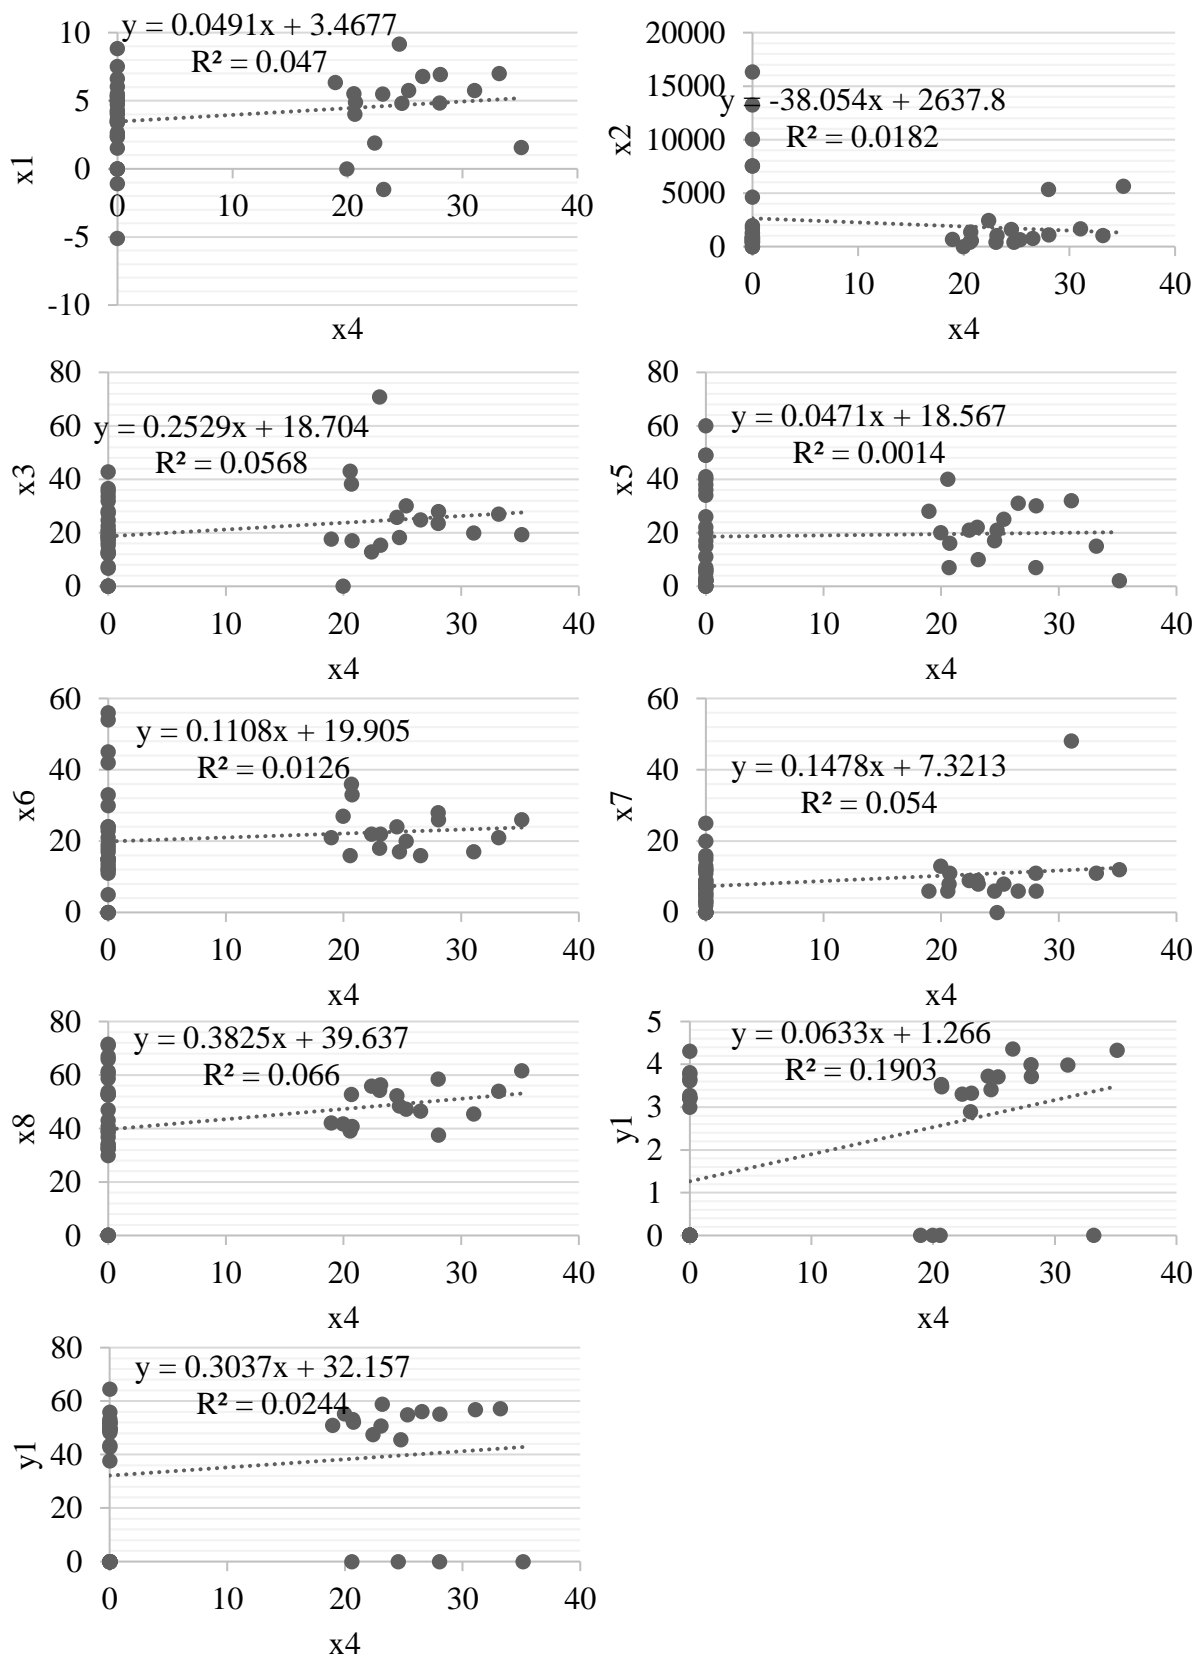 y = 0.0491x + 3.4677
R² = 0.047
10
5
0
-5
-10
0 10 20 30 40
x1
x4
y = -38.054x + 2637.8
R² = 0.0182
20000
15000
10000
5000
0
0 10 20 30 40
x2
x4
y = 0.2529x + 18.704
R² = 0.0568
80
60
40
20
0
0 10 20 30 40
x3
x4
y = 0.0471x + 18.567
R² = 0.0014
80
60
40
20
0
0 10 20 30 40
x5
x4
y = 0.1108x + 19.905
R² = 0.0126
60
40
20
0
0 10 20 30 40
x6
x4
y = 0.1478x + 7.3213
R² = 0.054
60
40
20
0
0 10 20 30 40
x7
x4
y = 0.3825x + 39.637
R² = 0.066
80
60
40
20
0
0 10 20 30 40
x8
x4
y = 0.0633x + 1.266
R² = 0.1903
5
4
3
2
1
0
0 10 20 30 40
y1
x4
y = 0.3037x + 32.157
R² = 0.0244
80
60
40
20
0
0 10 20 30 40
y1
x4